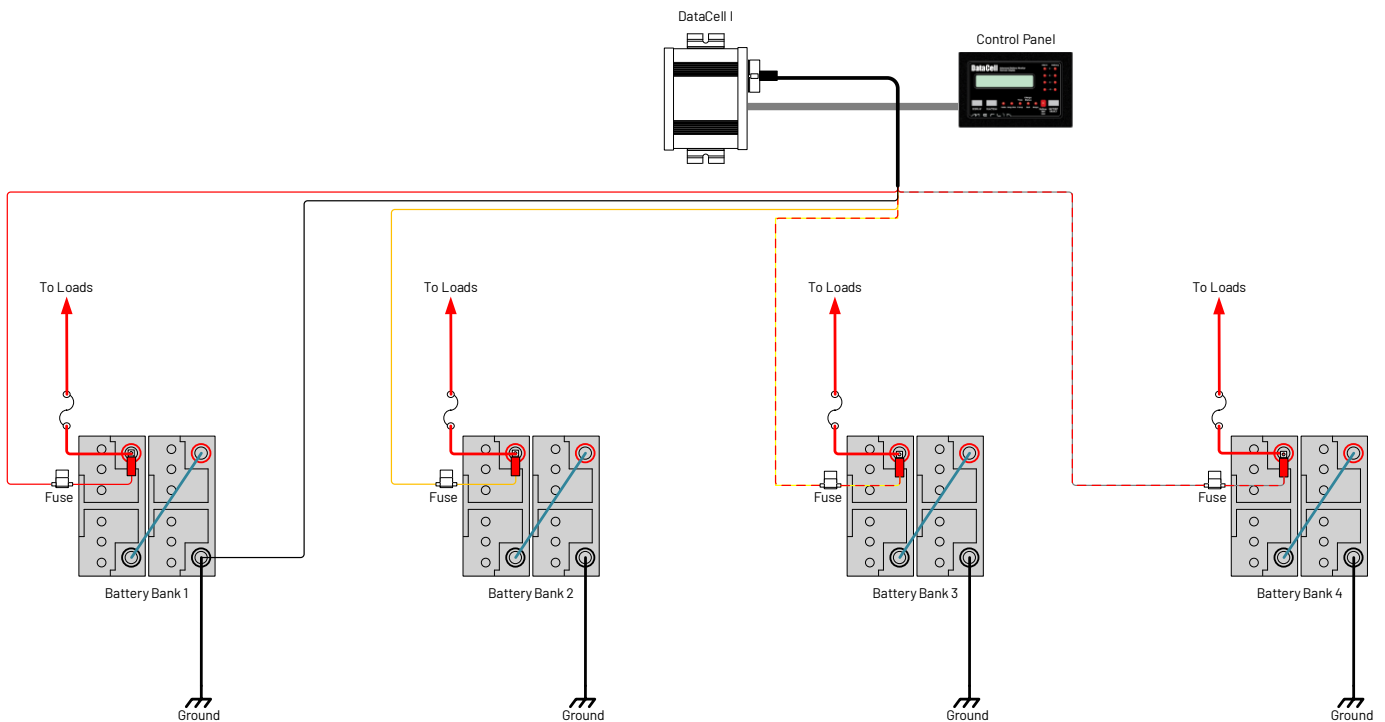 DataCell I
Control Panel
DataCell
To Loads
To Loads
To Loads
To Loads
Fuse
Fuse
Fuse
Fuse
Battery Bank 1
Battery Bank 2
Battery Bank 3
Battery Bank 4
Ground
Ground
Ground
Ground